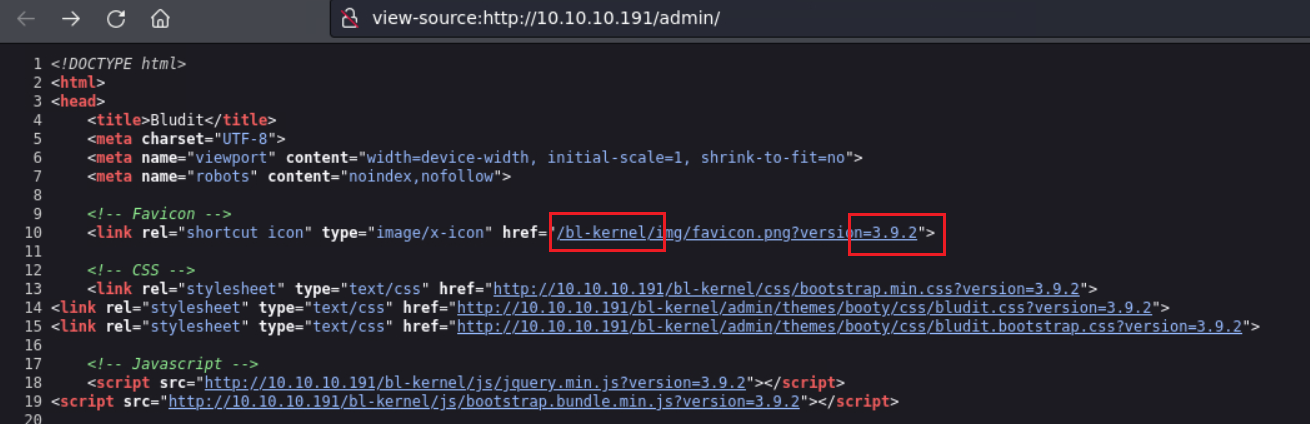 view-source:http://10.10.10.191/admin/
1 <!DOCTYPE html>
2 <html>
3 <head>
4 <title>Bludit</title>
5 <meta charset="UTF-8">
6 <meta name="viewport" content="width=device-width, initial-scale=1, shrink-to-fit=no">
7 <meta name="robots" content="noindex,nofollow">
8
9 <!-- Favicon -->
10 <link rel="shortcut icon" type="image/x-icon" href="/bl-kernel/img/favicon.png?version=3.9.2">
11
12 <!-- CSS -->
13 <link rel="stylesheet" type="text/css" href="http://10.10.10.191/bl-kernel/css/bootstrap.min.css?version=3.9.2">
14 <link rel="stylesheet" type="text/css" href="http://10.10.10.191/bl-kernel/admin/themes/booty/css/bludit.css?version=3.9.2">
15 <link rel="stylesheet" type="text/css" href="http://10.10.10.191/bl-kernel/admin/themes/booty/css/bludit.bootstrap.css?version=3.9.2">
16
17 <!-- Javascript -->
18 <script src="http://10.10.10.191/bl-kernel/js/jquery.min.js?version=3.9.2"></script>
19 <script src="http://10.10.10.191/bl-kernel/js/bootstrap.bundle.min.js?version=3.9.2"></script>
20